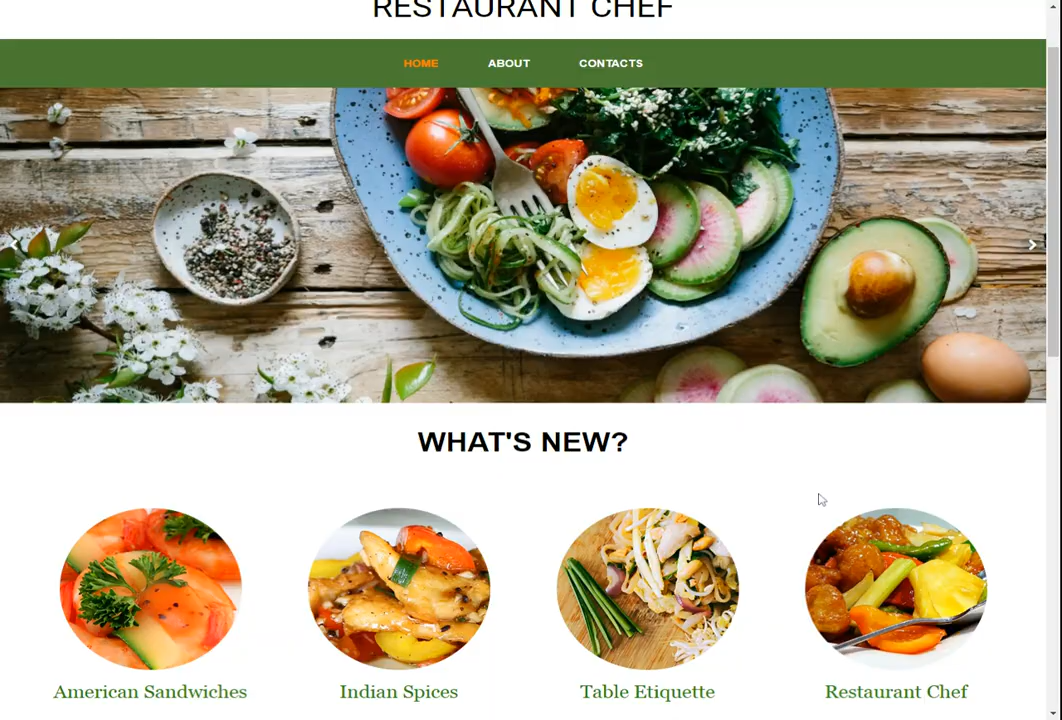 RESTAURANT CHEF
HOME ABOUT CONTACTS
WHAT'S NEW?
American Sandwiches Indian Spices Table Etiquette Restaurant Chef